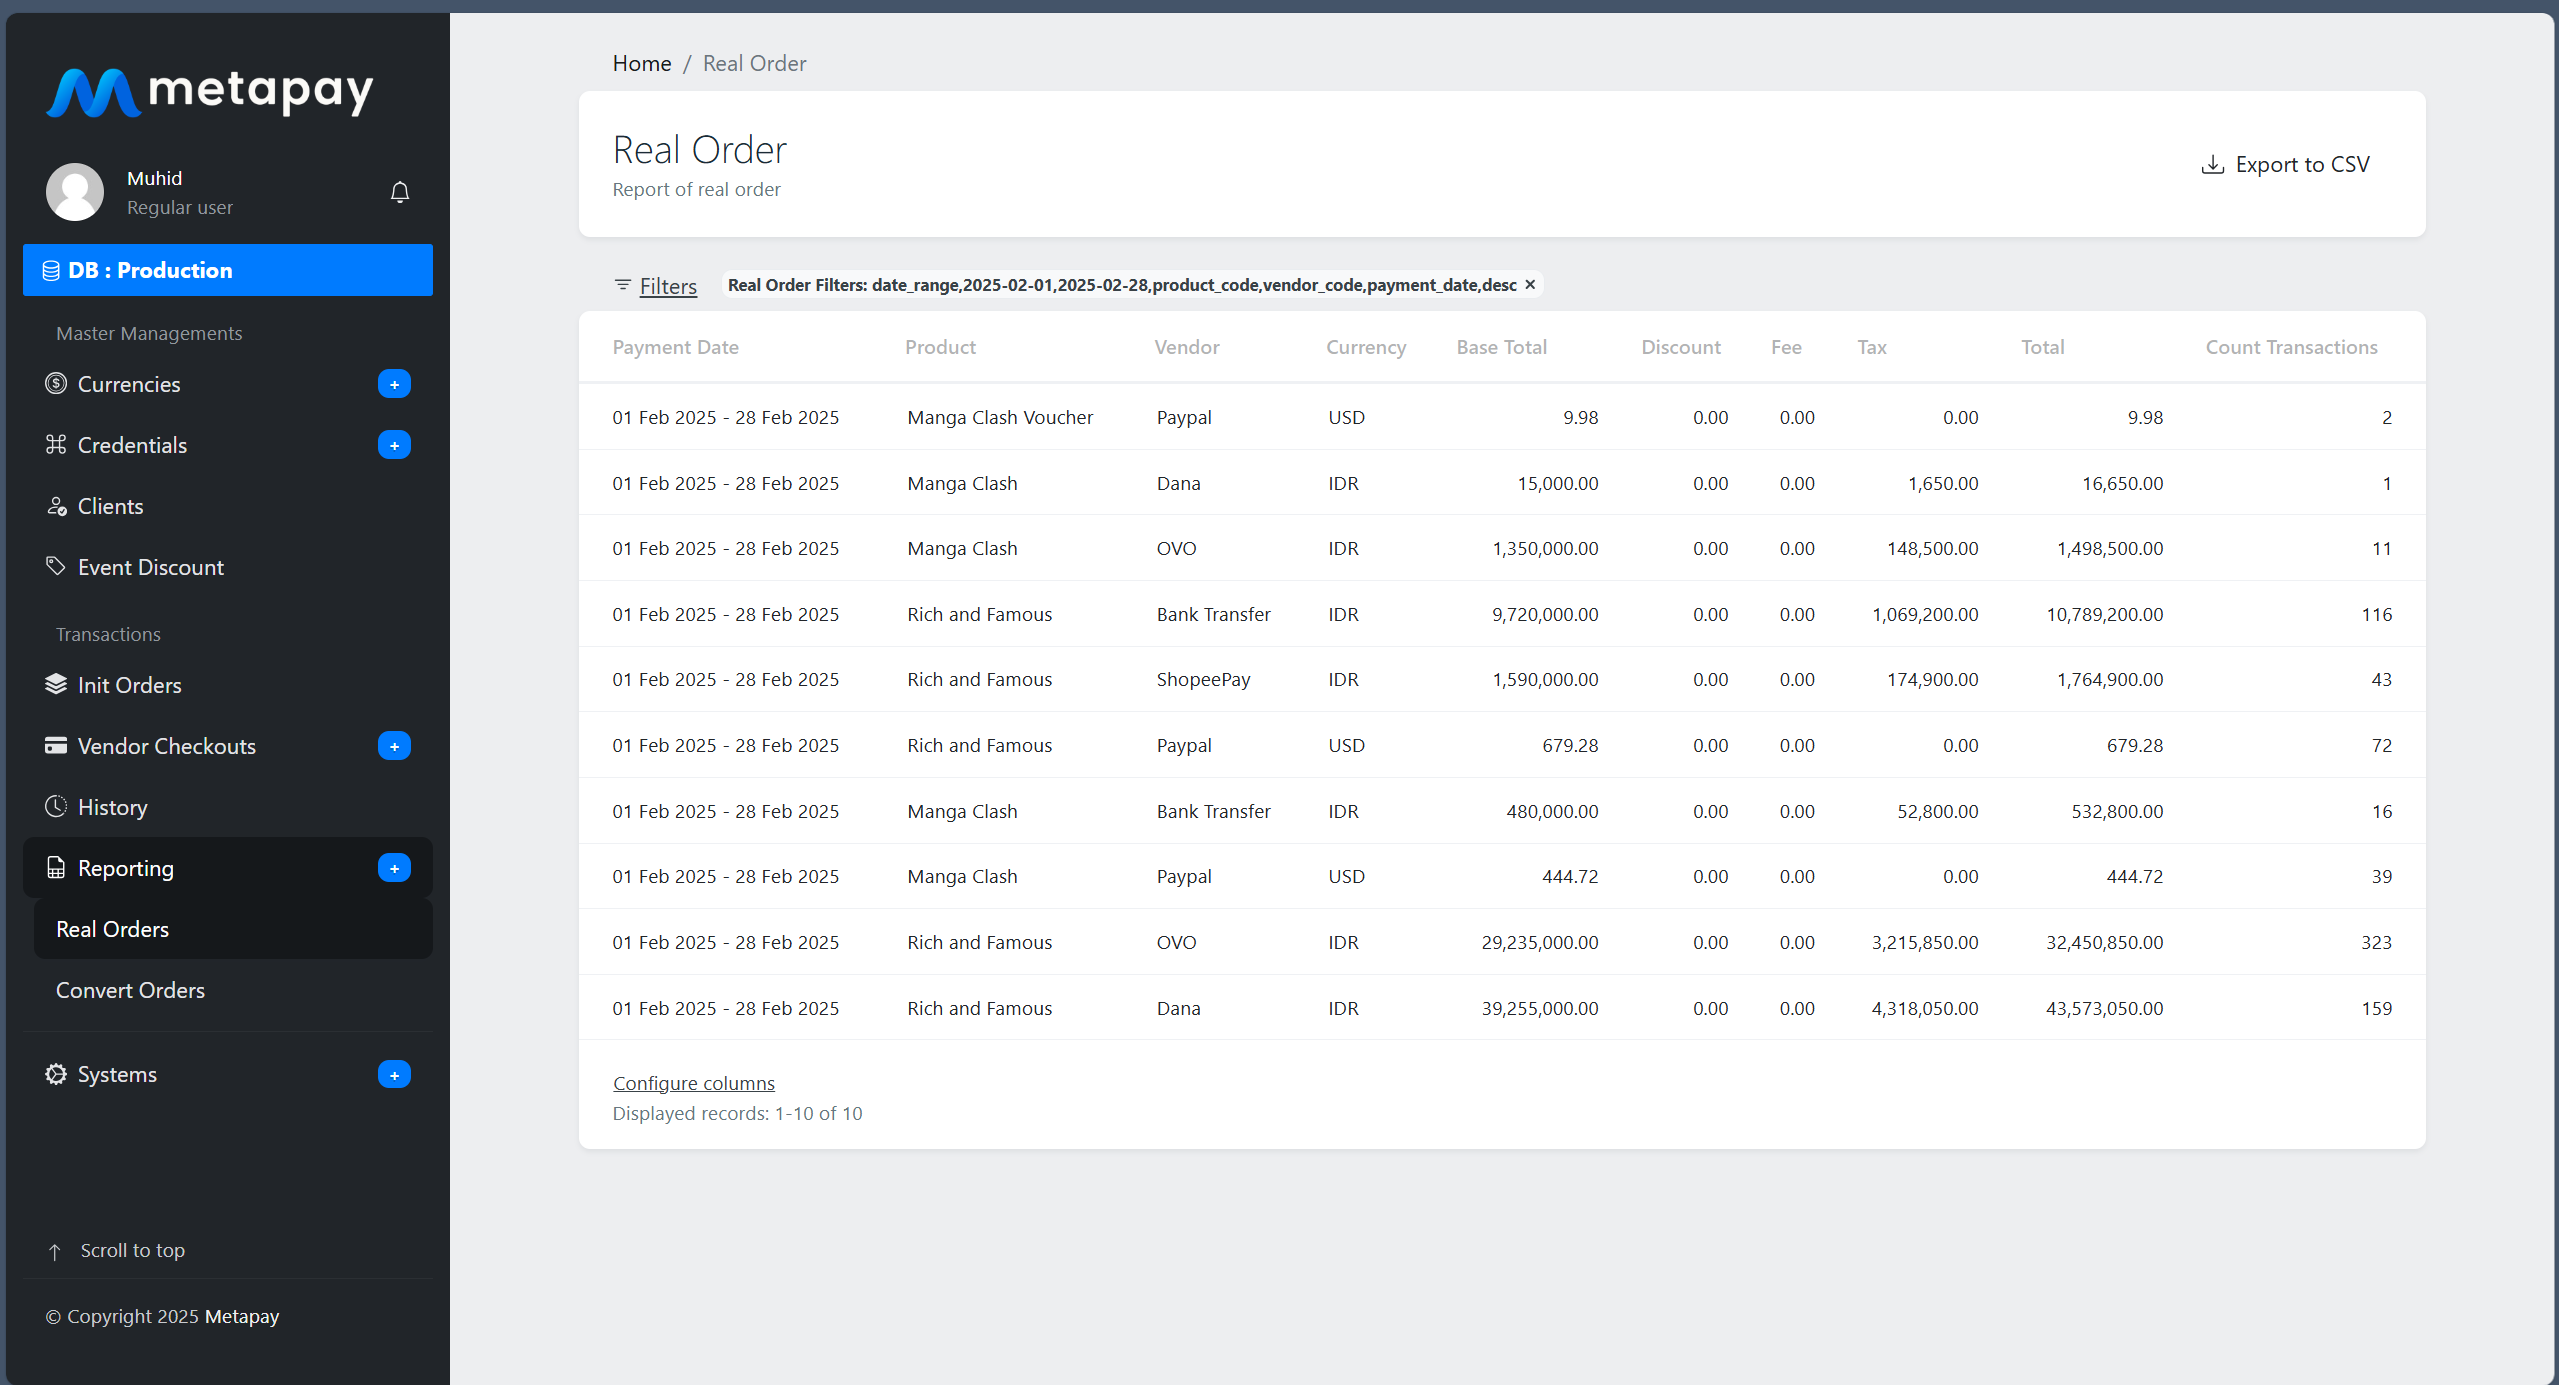 metapay
Muhid
Regular user
DB : Production
Master Managements
Currencies +
Credentials +
Clients
Event Discount
Transactions
Init Orders
Vendor Checkouts +
History
Reporting +
Real Orders
Convert Orders
Systems +
Scroll to top
© Copyright 2025 Metapay
Home / Real Order
Real Order
Report of real order
Export to CSV
Filters Real Order Filters: date_range,2025-02-01,2025-02-28,product_code,vendor_code,payment_date,desc ×
Payment Date Product Vendor Currency Base Total Discount Fee Tax Total Count Transactions
01 Feb 2025 - 28 Feb 2025 Manga Clash Voucher Paypal USD 9.98 0.00 0.00 0.00 9.98 2
01 Feb 2025 - 28 Feb 2025 Manga Clash Dana IDR 15,000.00 0.00 0.00 1,650.00 16,650.00 1
01 Feb 2025 - 28 Feb 2025 Manga Clash OVO IDR 1,350,000.00 0.00 0.00 148,500.00 1,498,500.00 11
01 Feb 2025 - 28 Feb 2025 Rich and Famous Bank Transfer IDR 9,720,000.00 0.00 0.00 1,069,200.00 10,789,200.00 116
01 Feb 2025 - 28 Feb 2025 Rich and Famous ShopeePay IDR 1,590,000.00 0.00 0.00 174,900.00 1,764,900.00 43
01 Feb 2025 - 28 Feb 2025 Rich and Famous Paypal USD 679.28 0.00 0.00 0.00 679.28 72
01 Feb 2025 - 28 Feb 2025 Manga Clash Bank Transfer IDR 480,000.00 0.00 0.00 52,800.00 532,800.00 16
01 Feb 2025 - 28 Feb 2025 Manga Clash Paypal USD 444.72 0.00 0.00 0.00 444.72 39
01 Feb 2025 - 28 Feb 2025 Rich and Famous OVO IDR 29,235,000.00 0.00 0.00 3,215,850.00 32,450,850.00 323
01 Feb 2025 - 28 Feb 2025 Rich and Famous Dana IDR 39,255,000.00 0.00 0.00 4,318,050.00 43,573,050.00 159
Configure columns
Displayed records: 1-10 of 10